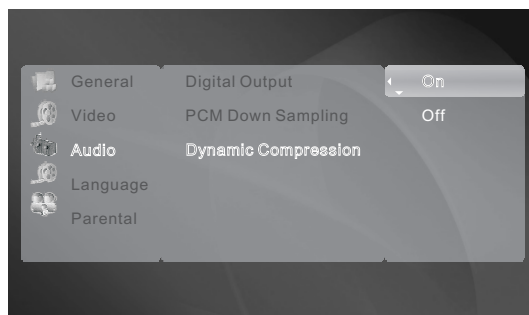 General Digital Output On
Video PCM Down Sampling Off
Audio Dynamic Compression
Language
Parental